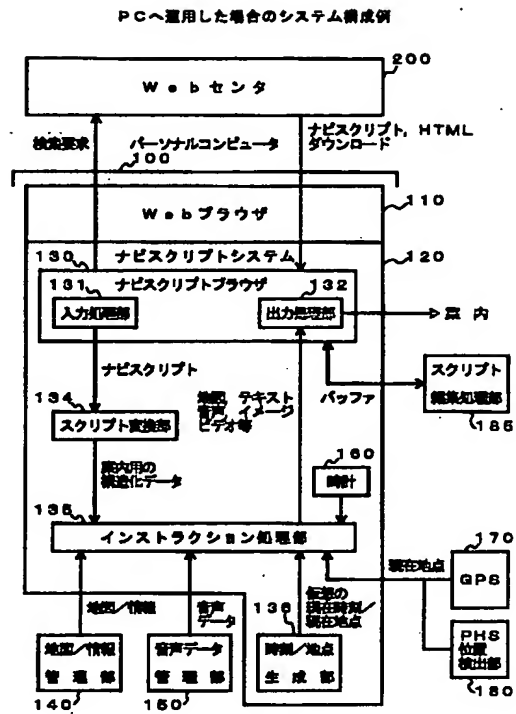 PCへ適用した場合のシステム構成例
200
Webセンタ
検索要求
パーソナルコンピュータ
100
ナビスクリプト，HTML
ダウンロード
Webブラウザ
110
ナビスクリプトシステム
120
130
ナビスクリプトブラウザ
131
入力処理部
132
出力処理部
案内
ナビスクリプト
134
スクリプト変換部
地図，テキスト
音声，イメージ
ビデオ等
バッファ
スクリプト
編集処理部
185
案内用の
構造化データ
160
時計
135
インストラクション処理部
現在地点
170
GPS
地図／情報
音声
データ
136
仮想の
現在時刻／
現在地点
地図／情報
管理部
140
音声データ
管理部
150
時刻／地点
生成部
PHS
位置
検出部
180